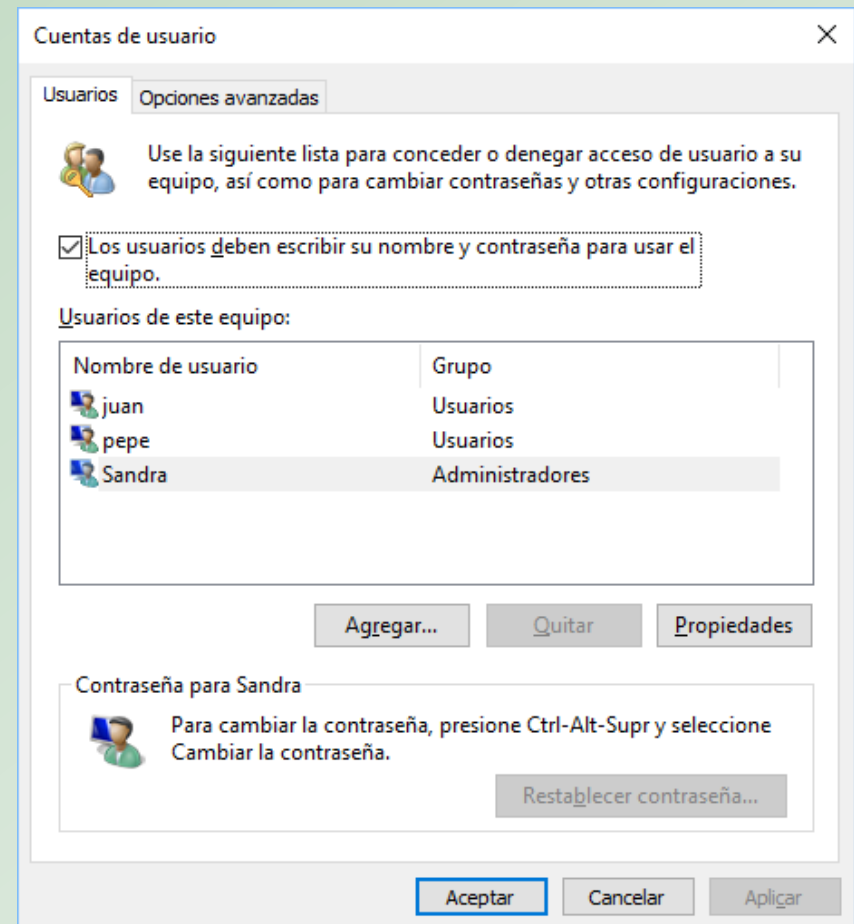 Cuentas de usuario
Usuarios Opciones avanzadas
Use la siguiente lista para conceder o denegar acceso de usuario a su
equipo, así como para cambiar contraseñas y otras configuraciones.
Los usuarios deben escribir su nombre y contraseña para usar el
equipo.
Usuarios de este equipo:
Nombre de usuario Grupo
juan Usuarios
pepe Usuarios
Sandra Administradores
Agregar... Quitar Propiedades
Contraseña para Sandra
Para cambiar la contraseña, presione Ctrl-Alt-Supr y seleccione
Cambiar la contraseña.
Restablecer contraseña...
Aceptar Cancelar Aplicar